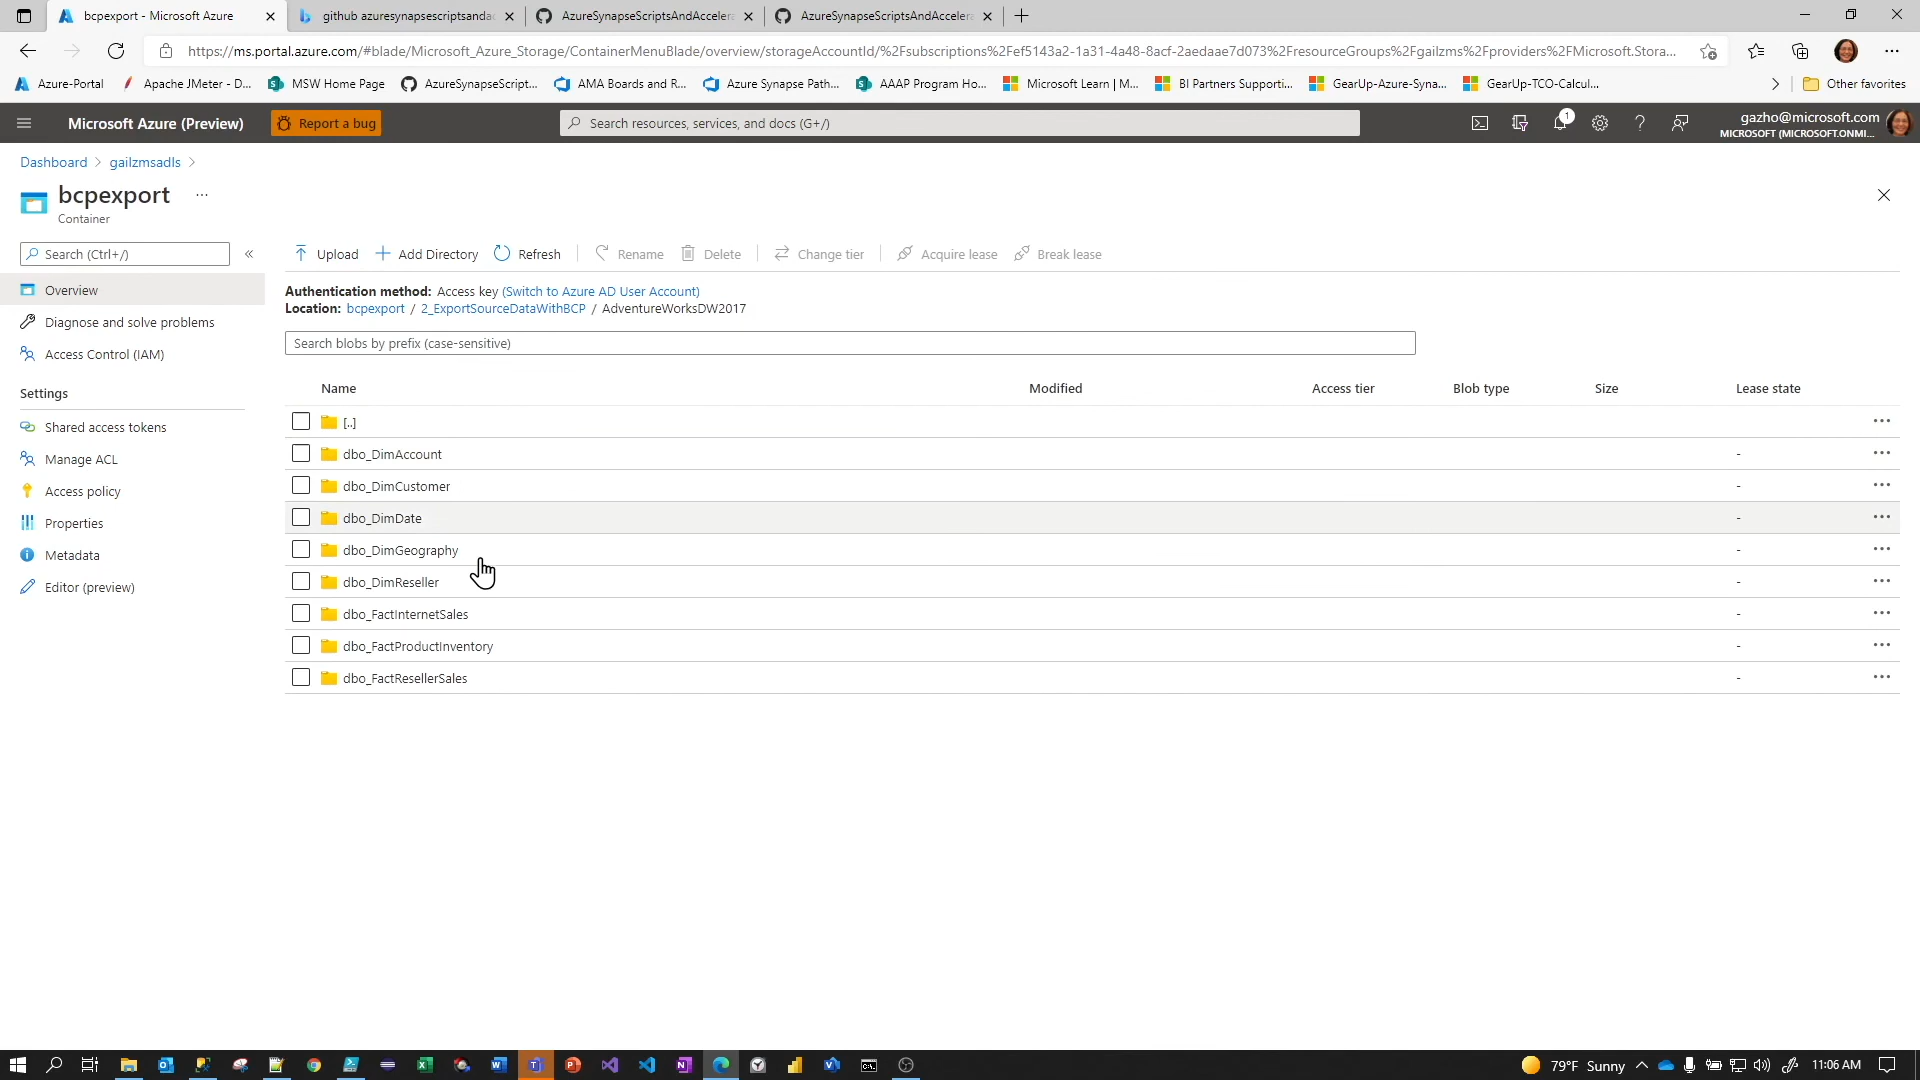 bcpexport - Microsoft Azure
github azuresynapsescriptsandac
AzureSynapseScriptsAndAccelera
AzureSynapseScriptsAndAccelera
https://ms.portal.azure.com/#blade/Microsoft_Azure_Storage/ContainerMenuBlade/overview/storageAccountId/%2Fsubscriptions%2Fef5143a2-1a31-4a48-8acf-2aedaae7d073%2FresourceGroups%2Fgailzms%2Fproviders%2FMicrosoft.Stora...
Azure-Portal
Apache JMeter - D...
MSW Home Page
AzureSynapseScript...
AMA Boards and R...
Azure Synapse Path...
AAAP Program Ho...
Microsoft Learn | M...
BI Partners Supporti...
GearUp-Azure-Syna...
GearUp-TCO-Calcul...
Other favorites
Microsoft Azure (Preview)
Report a bug
Search resources, services, and docs (G+/)
1
gazho@microsoft.com
MICROSOFT (MICROSOFT.ONMI...
Dashboard > gailzmsadls >
bcpexport ...
Container
Search (Ctrl+/)
«
Upload
Add Directory
Refresh
Rename
Delete
Change tier
Acquire lease
Break lease
Overview
Diagnose and solve problems
Access Control (IAM)
Settings
Shared access tokens
Manage ACL
Access policy
Properties
Metadata
Editor (preview)
Authentication method: Access key (Switch to Azure AD User Account)
Location: bcpexport / 2_ExportSourceDataWithBCP / AdventureWorksDW2017
Search blobs by prefix (case-sensitive)
Name Modified Access tier Blob type Size Lease state
[..] ...
dbo_DimAccount - ...
dbo_DimCustomer - ...
dbo_DimDate - ...
dbo_DimGeography - ...
dbo_DimReseller - ...
dbo_FactInternetSales - ...
dbo_FactProductInventory - ...
dbo_FactResellerSales - ...
79°F Sunny
11:06 AM